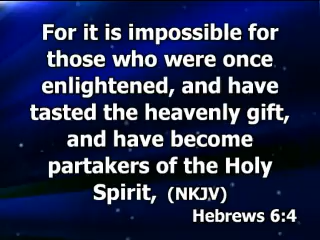 For it is impossible for
those who were once
enlightened, and have
tasted the heavenly gift,
and have become
partakers of the Holy
Spirit, (NKJV)
Hebrews 6:4